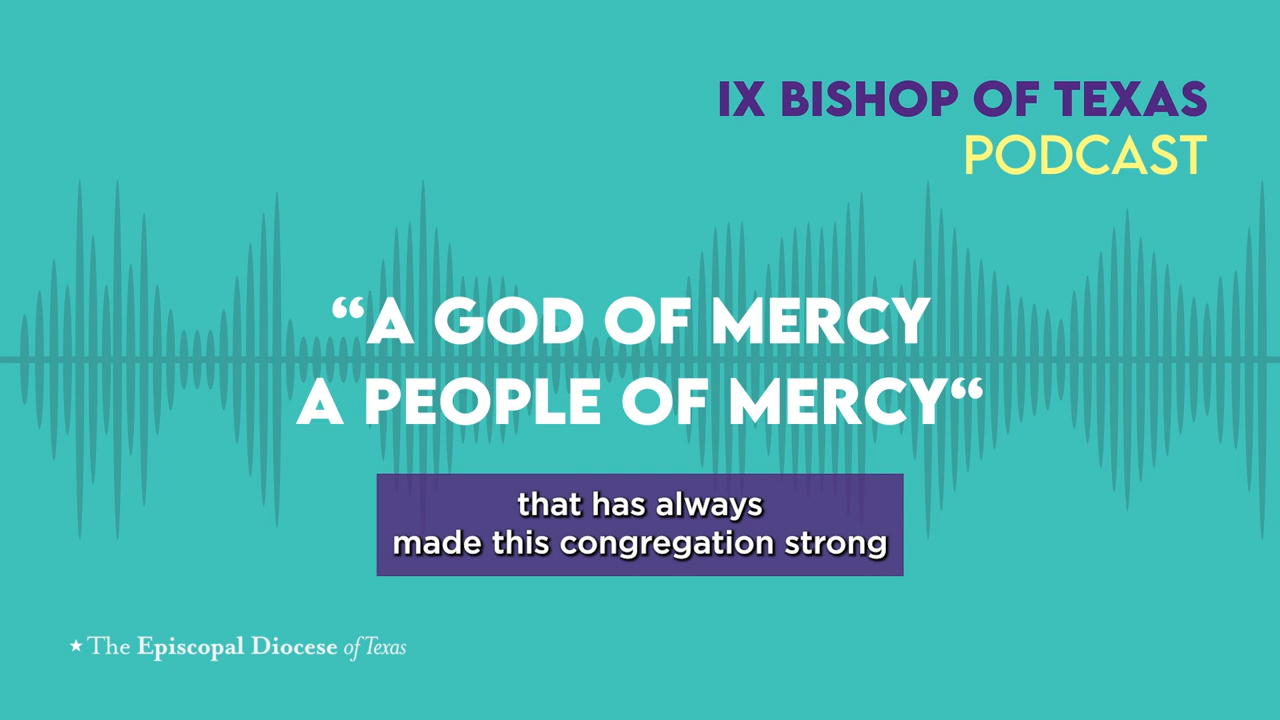 IX BISHOP OF TEXAS
PODCAST
“A GOD OF MERCY
A PEOPLE OF MERCY“
that has always
made this congregation strong
The Episcopal Diocese of Texas